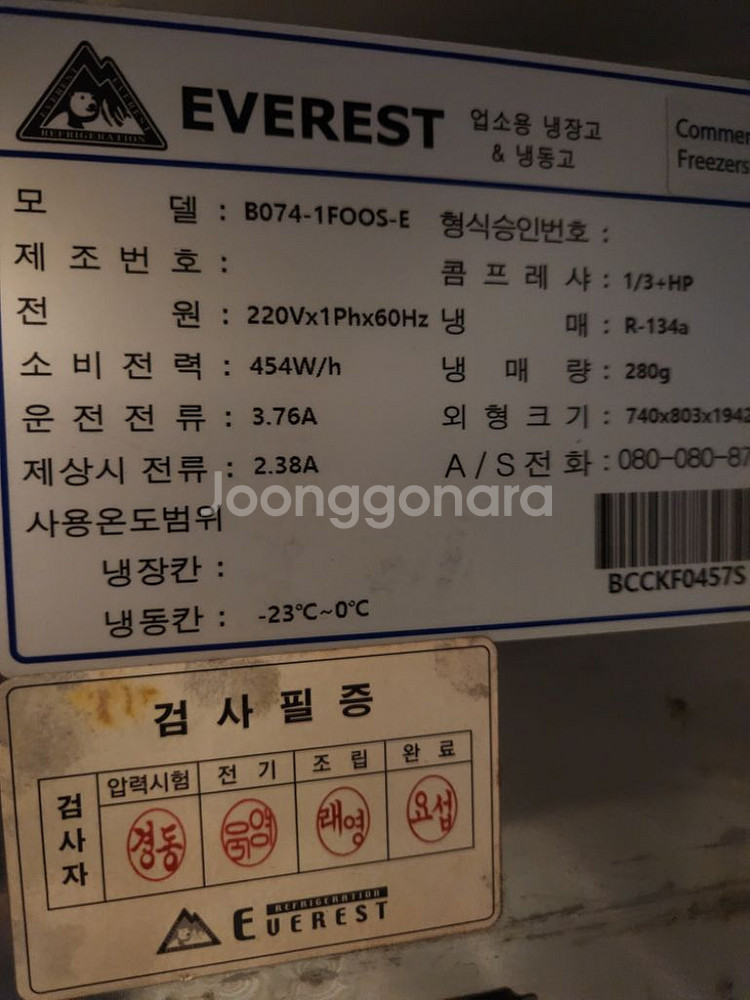 EVEREST
REFRIGERATION
EVEREST 업소용 냉장고
& 냉동고
Freezers
모 델 : B074-1FOOS-E 형식승인번호 :
제 조 번 호 : 콤 프 레 샤 : 1/3+HP
전 원 : 220Vx1Phx60Hz 냉 매 : R-134a
소 비 전 력 : 454W/h 냉 매 량 : 280g
운 전 전 류 : 3.76A 외 형 크 기 : 740x803x1942
제상시 전류 : 2.38A A/S전화 : 080-080-87
Joonggonara
사용온도범위
냉장칸 :
BCCKF0457S
냉동칸 : -23℃~0℃
검 사 필 증
검사자 압력시험 전 기 조 립 완 료
경동 래영 요섭
REFRIGERATION
EVEREST